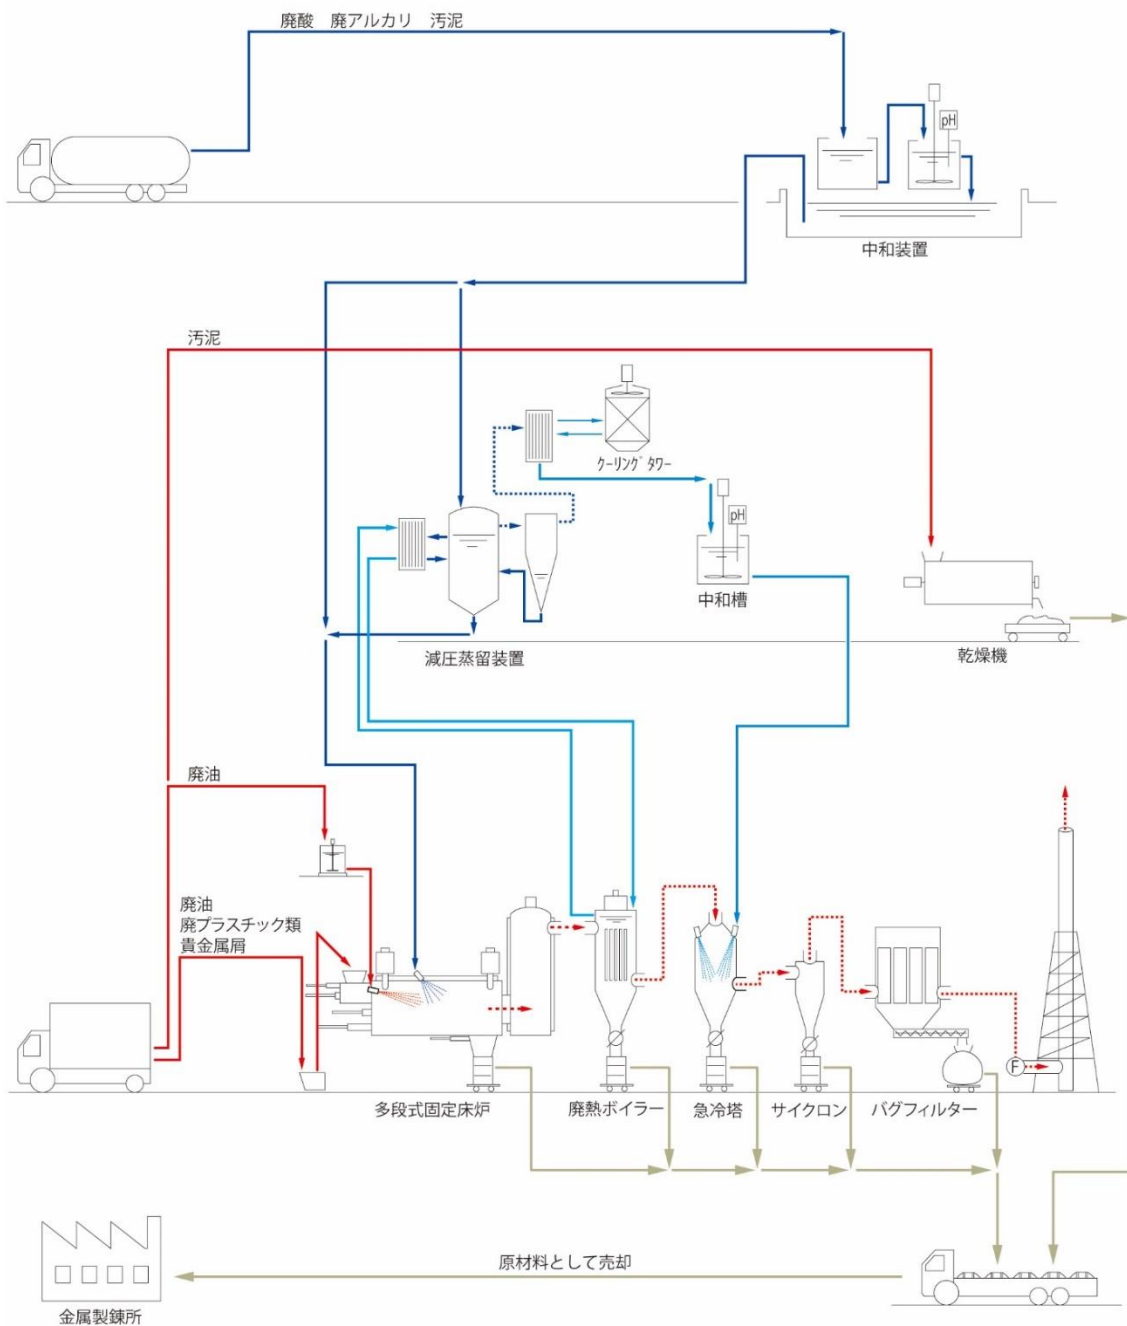 廃酸　廃アルカリ　汚泥
pH
中和装置
汚泥
ｸｰﾘﾝｸﾞﾀﾜｰ
pH
中和槽
減圧蒸留装置
乾燥機
廃油
廃油
廃プラスチック類
貴金属屑
F
多段式固定床炉
廃熱ボイラー
急冷塔
サイクロン
バグフィルター
原材料として売却
金属製錬所